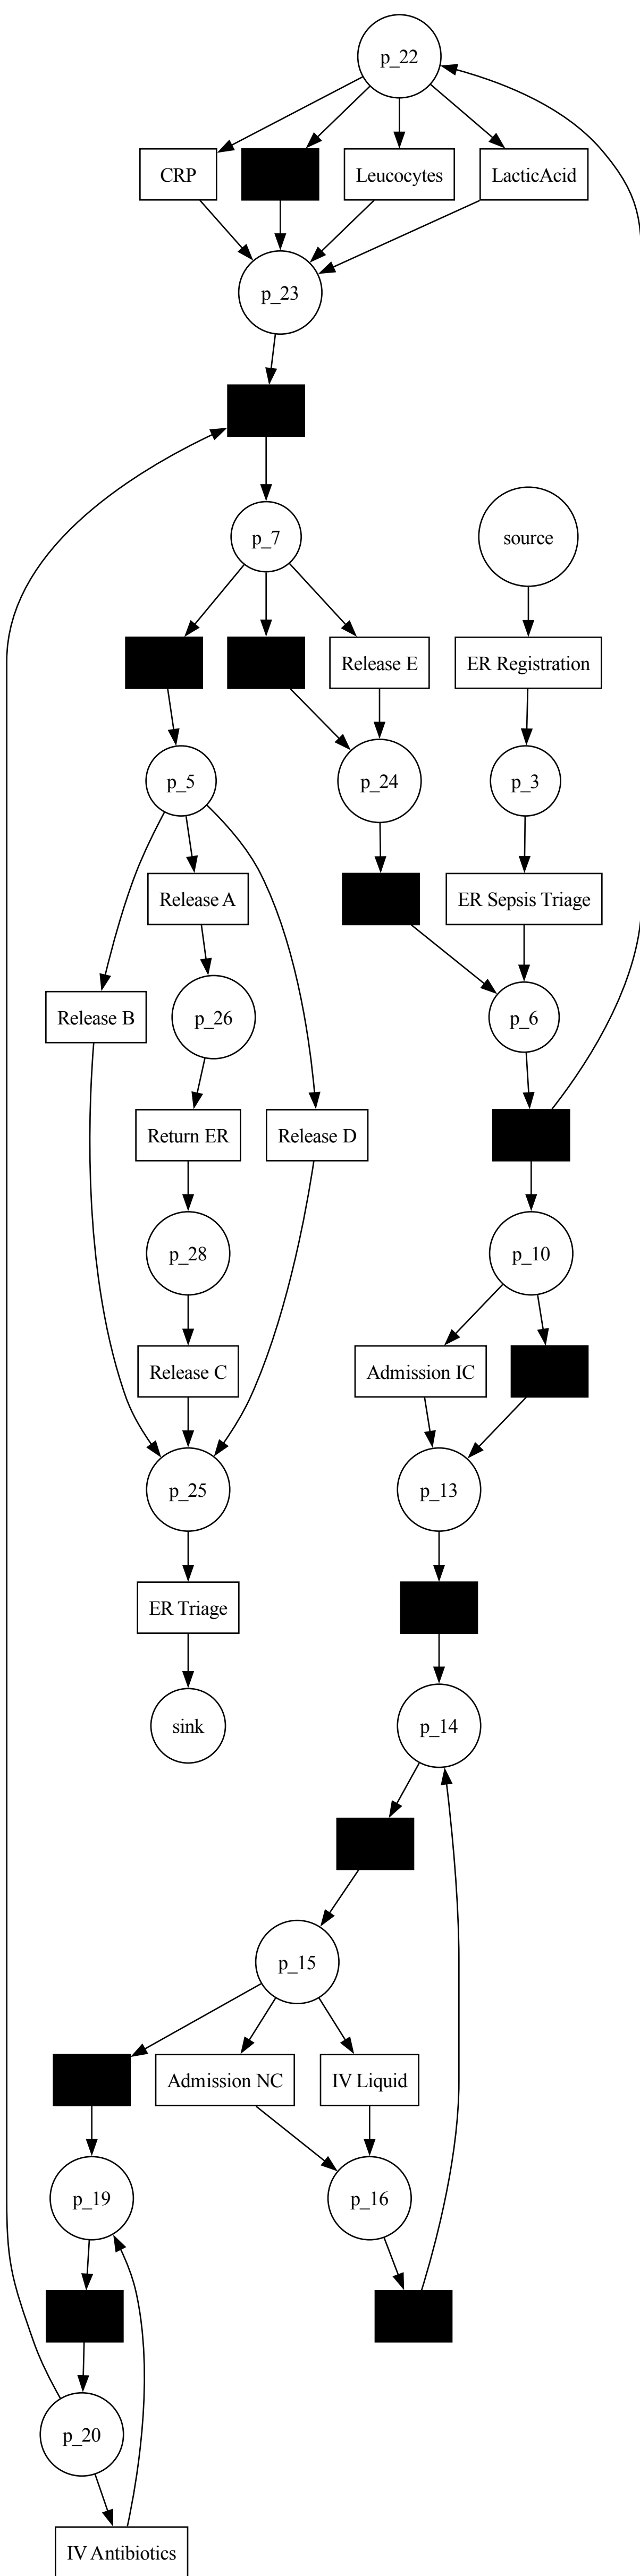 p_22
CRP
Leucocytes
LacticAcid
p_23
p_7
source
Release E
ER Registration
p_5
p_24
p_3
Release A
ER Sepsis Triage
Release B
p_26
p_6
Return ER
Release D
p_28
p_10
Release C
Admission IC
p_25
p_13
ER Triage
sink
p_14
p_15
Admission NC
IV Liquid
p_19
p_16
p_20
IV Antibiotics